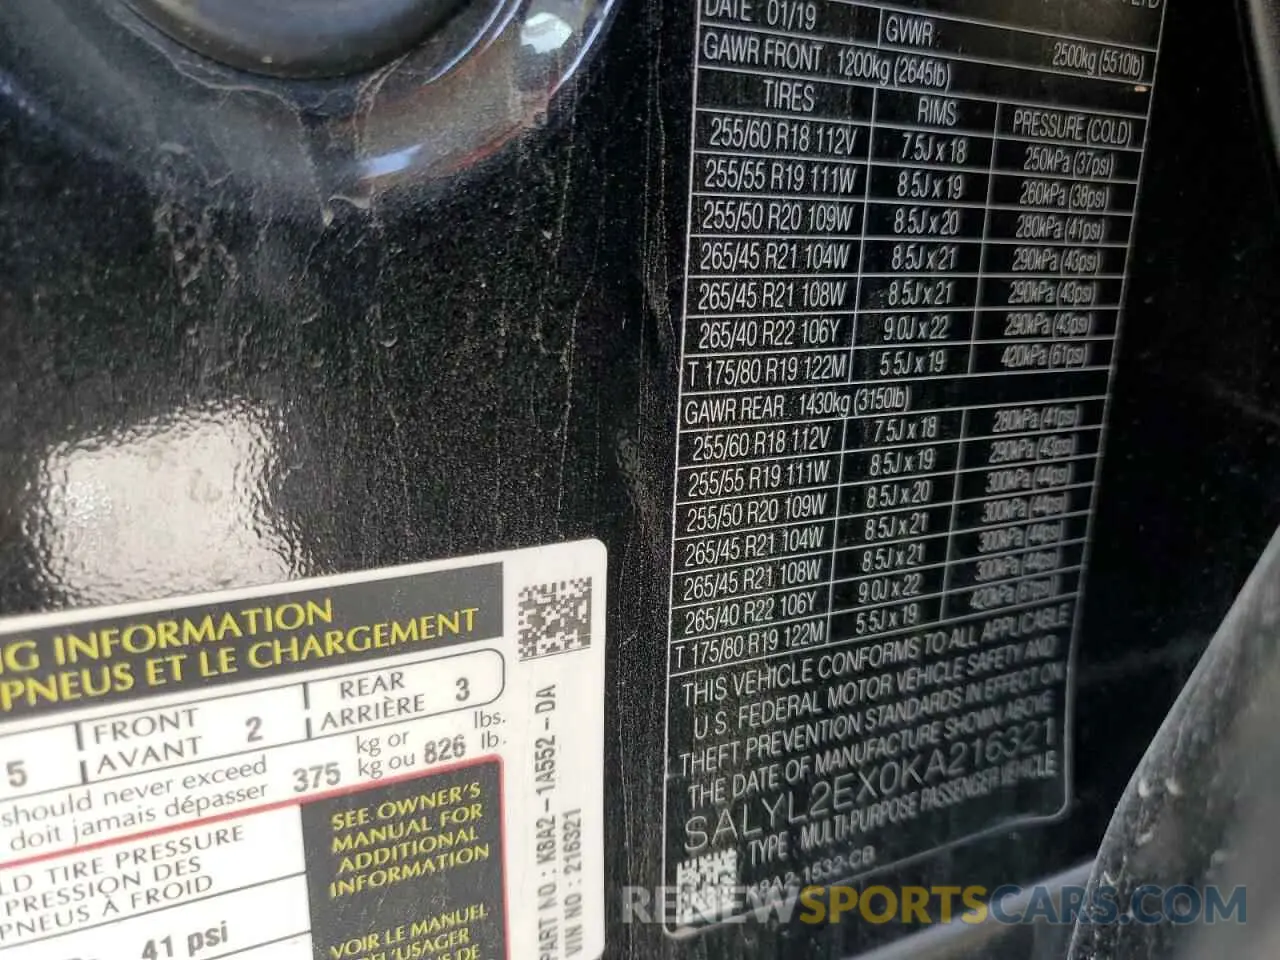 LTD
DATE 01/19 GVWR : 2500kg (5510lb)
GAWR FRONT : 1200kg (2645lb)
TIRES RIMS PRESSURE (COLD)
255/60 R18 112V 7.5J x 18 250kPa (37psi)
255/55 R19 111W 8.5J x 19 260kPa (38psi)
255/50 R20 109W 8.5J x 20 280kPa (41psi)
265/45 R21 104W 8.5J x 21 290kPa (43psi)
265/45 R21 108W 8.5J x 21 290kPa (43psi)
265/40 R22 106Y 9.0J x 22 290kPa (43psi)
T 175/80 R19 122M 5.5J x 19 420kPa (61psi)
GAWR REAR : 1430kg (3150lb)
255/60 R18 112V 7.5J x 18 280kPa (41psi)
255/55 R19 111W 8.5J x 19 290kPa (43psi)
255/50 R20 109W 8.5J x 20 300kPa (44psi)
265/45 R21 104W 8.5J x 21 300kPa (44psi)
265/45 R21 108W 8.5J x 21 300kPa (44psi)
265/40 R22 106Y 9.0J x 22 300kPa (44psi)
T 175/80 R19 122M 5.5J x 19 420kPa (61psi)
THIS VEHICLE CONFORMS TO ALL APPLICABLE
U.S. FEDERAL MOTOR VEHICLE SAFETY AND
THEFT PREVENTION STANDARDS IN EFFECT ON
THE DATE OF MANUFACTURE SHOWN ABOVE
SALYL2EX0KA216321
TYPE : MULTI-PURPOSE PASSENGER VEHICLE
K8A2-1532-CB
NG INFORMATION
PNEUS ET LE CHARGEMENT
5 FRONT AVANT 2 REAR ARRIÈRE 3
should never exceed
doit jamais dépasser 375 kg or kg ou 826 lbs. lb.
LD TIRE PRESSURE
PRESSION DES
PNEUS À FROID
41 psi
SEE OWNER'S
MANUAL FOR
ADDITIONAL
INFORMATION
VOIR LE MANUEL
DE L'USAGER
PART NO : K8A2-1A552-DA
VIN NO : 216321
RENEWSPORTSCARS.COM